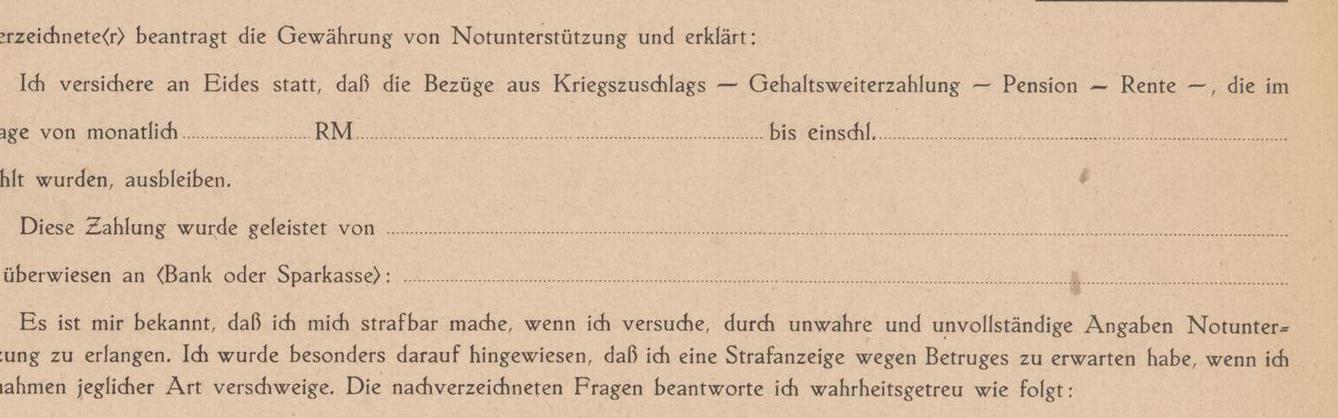 erzeichnete(r) beantragt die Gewährung von Notunterstützung und erklärt:
Ich versichere an Eides statt, daß die Bezüge aus Kriegszuschlags — Gehaltsweiterzahlung — Pension — Rente —, die im
age von monatlich ........................ RM ........................ bis einschl. ........................
hlt wurden, ausbleiben.
Diese Zahlung wurde geleistet von ........................
überwiesen an (Bank oder Sparkasse): ........................
Es ist mir bekannt, daß ich mich strafbar mache, wenn ich versuche, durch unwahre und unvollständige Angaben Notunter-
zung zu erlangen. Ich wurde besonders darauf hingewiesen, daß ich eine Strafanzeige wegen Betruges zu erwarten habe, wenn ich
nahmen jeglicher Art verschweige. Die nachverzeichneten Fragen beantworte ich wahrheitsgetreu wie folgt: